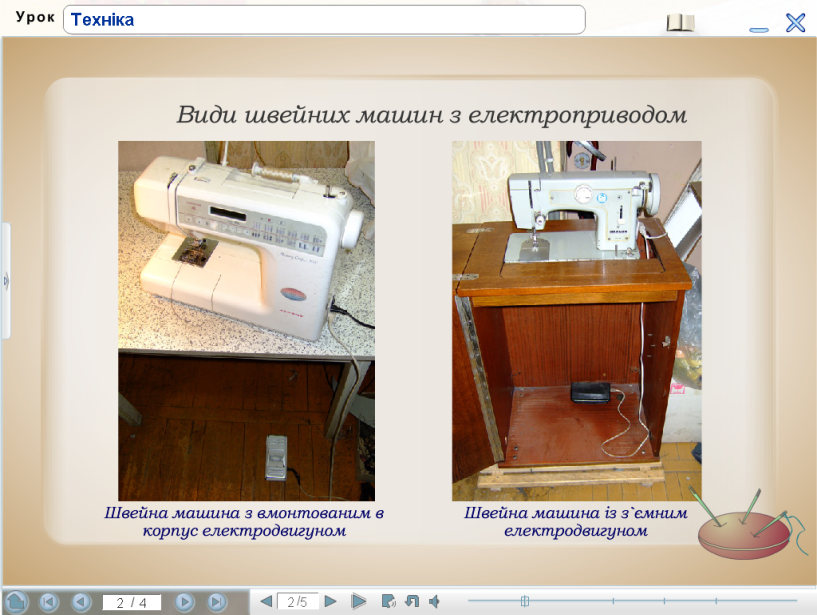 Урок
Техніка
Види швейних машин з електроприводом
Швейна машина з вмонтованим в
корпус електродвигуном
Швейна машина із з`ємним
електродвигуном
2 / 4
2/5